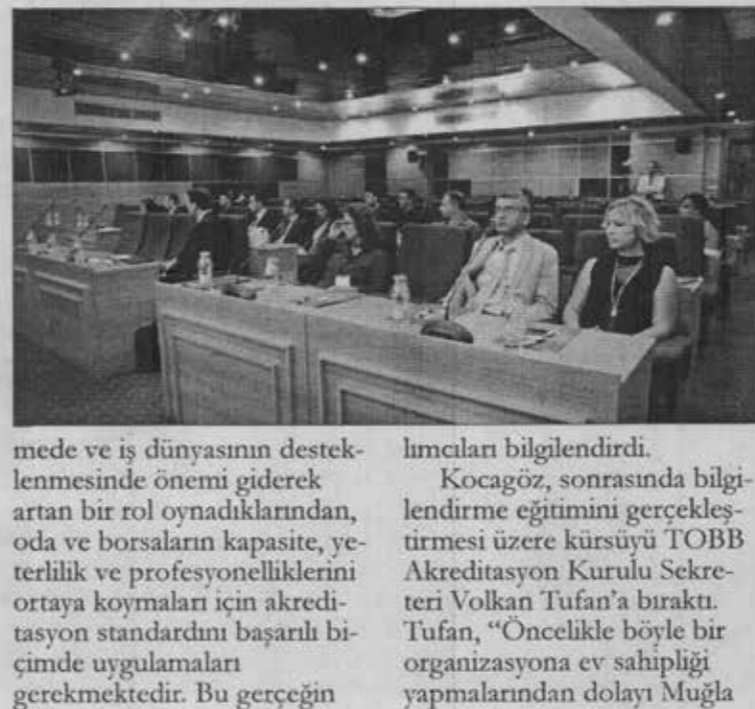 mede ve iş dünyasının destek-
lenmesinde önemi giderek
artan bir rol oynadıklarından,
oda ve borsaların kapasite, ye-
terlilik ve profesyonelliklerini
ortaya koymaları için akredi-
tasyon standardını başarılı bi-
çimde uygulamaları
gerekmektedir. Bu gerçeğin
lımcıları bilgilendirdi.
Kocagöz, sonrasında bilgi-
lendirme eğitimini gerçekleş-
tirmesi üzere kürsüyü TOBB
Akreditasyon Kurulu Sekre-
teri Volkan Tufan’a bıraktı.
Tufan, “Öncelikle böyle bir
organizasyona ev sahipliği
yapmalarından dolayı Muğla